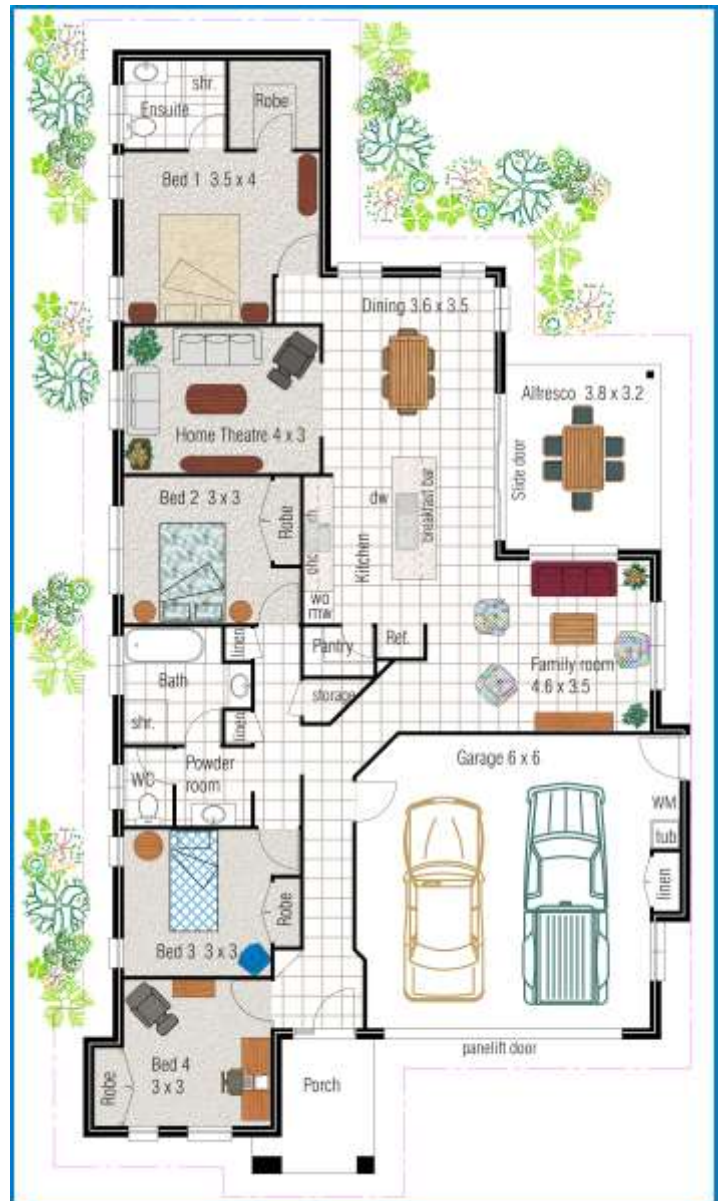 shr.
Ensuite
Robe
Bed 1 3.5 x 4
Dining 3.6 x 3.5
Alfresco 3.8 x 3.2
Slide door
Home Theatre 4 x 3
Bed 2 3 x 3
Robe
ch
ohc
wo
mw
Kitchen
dw
breakfast bar
Pantry
Ref.
linen
Bath
storage
shr.
linen
Family room
4.6 x 3.5
WC
Powder
room
Garage 6 x 6
WM
tub
linen
Robe
Bed 3 3 x 3
Bed 4
3 x 3
Robe
Porch
panelift door